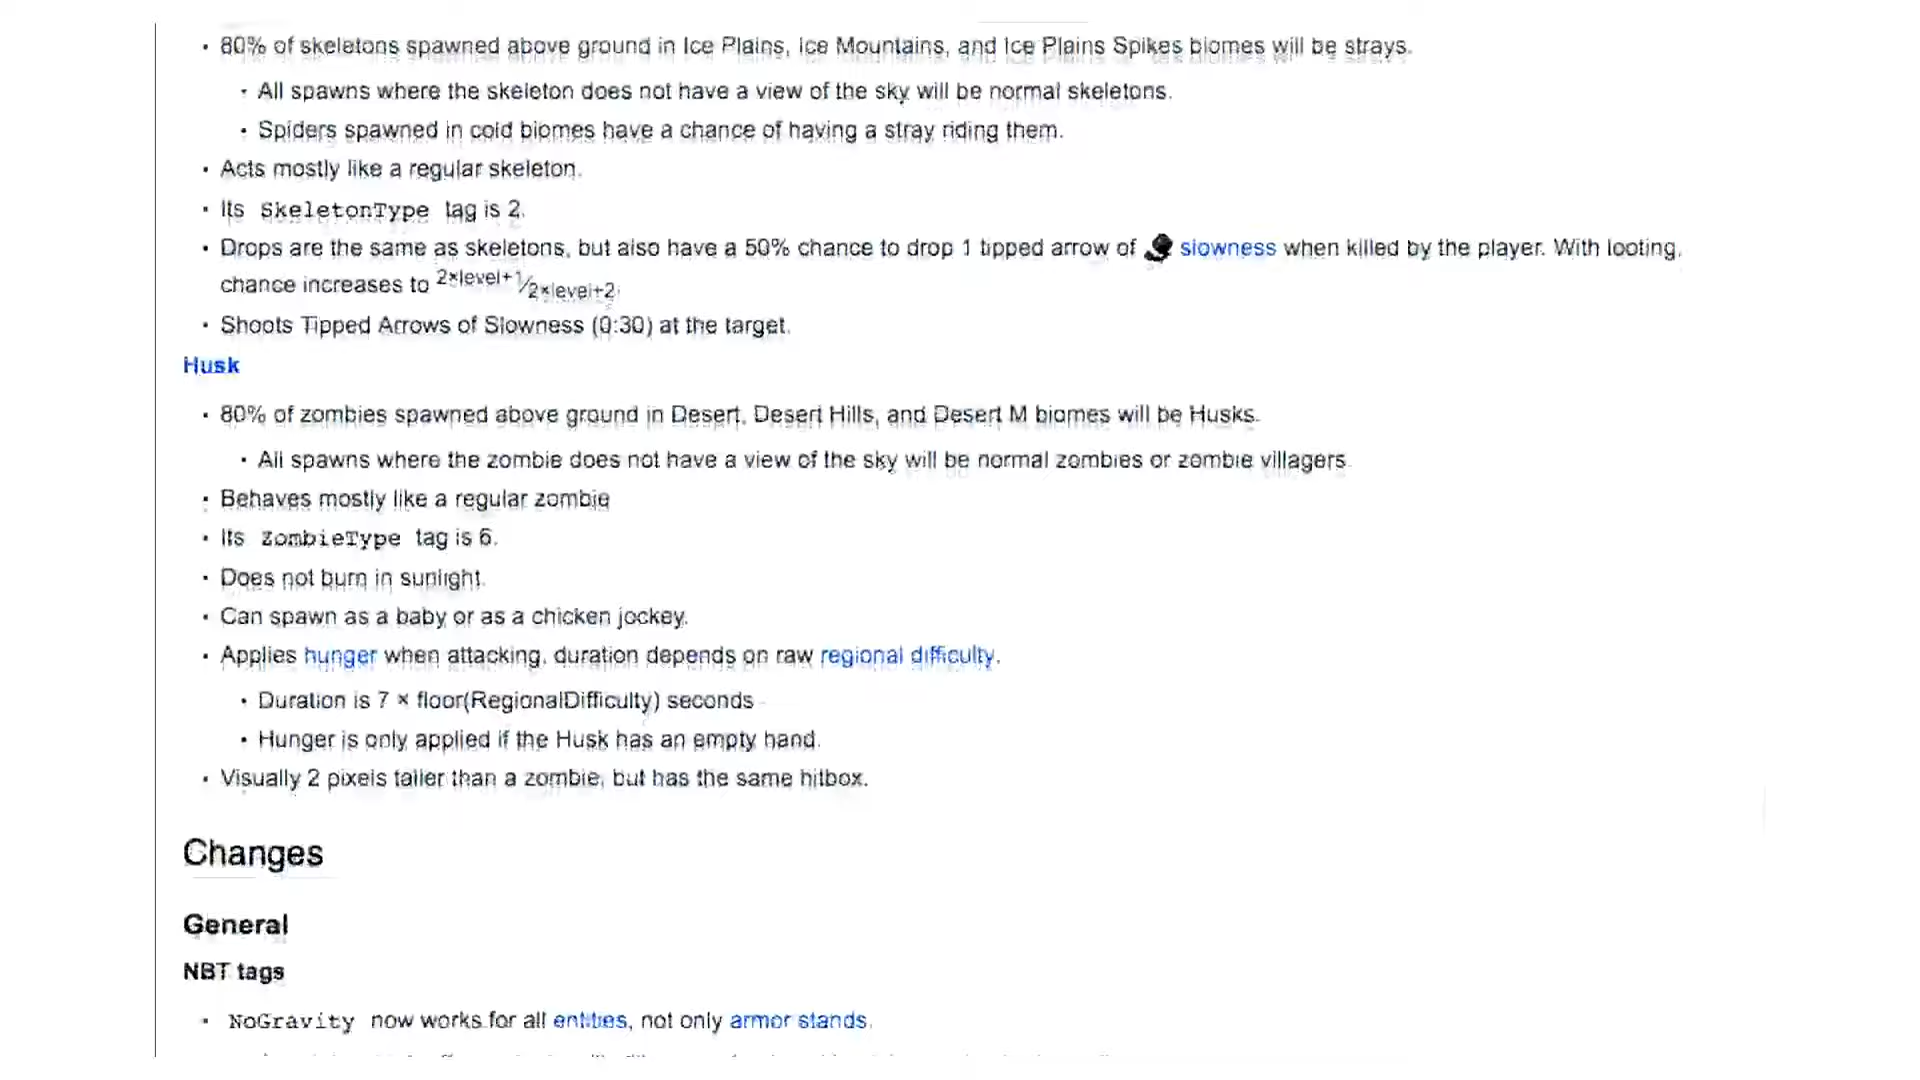 • 80% of skeletons spawned above ground in Ice Plains, Ice Mountains, and Ice Plains Spikes biomes will be strays.
• All spawns where the skeleton does not have a view of the sky will be normal skeletons.
• Spiders spawned in cold biomes have a chance of having a stray riding them.
• Acts mostly like a regular skeleton.
• Its SkeletonType tag is 2.
• Drops are the same as skeletons, but also have a 50% chance to drop 1 tipped arrow of slowness when killed by the player. With looting,
chance increases to 2×level+1⁄2×level+2.
• Shoots Tipped Arrows of Slowness (0:30) at the target.
Husk
• 80% of zombies spawned above ground in Desert, Desert Hills, and Desert M biomes will be Husks.
• All spawns where the zombie does not have a view of the sky will be normal zombies or zombie villagers.
• Behaves mostly like a regular zombie
• Its ZombieType tag is 6.
• Does not burn in sunlight.
• Can spawn as a baby or as a chicken jockey.
• Applies hunger when attacking, duration depends on raw regional difficulty.
• Duration is 7 × floor(RegionalDifficulty) seconds
• Hunger is only applied if the Husk has an empty hand.
• Visually 2 pixels taller than a zombie, but has the same hitbox.
Changes
General
NBT tags
• NoGravity now works for all entities, not only armor stands.